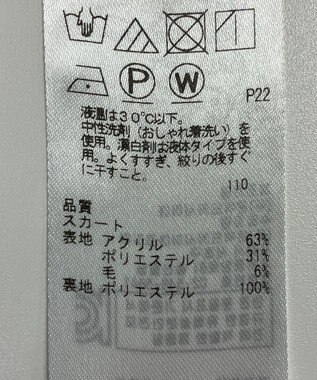 P W
P22
液温は30℃以下。
中性洗剤（おしゃれ着洗い）を
使用。漂白剤は液体タイプを使
用。よくすすぎ、絞りの後すぐ
に干すこと。
110
品質
スカート
表地 アクリル 63%
ポリエステル 31%
毛 6%
裏地 ポリエステル 100%